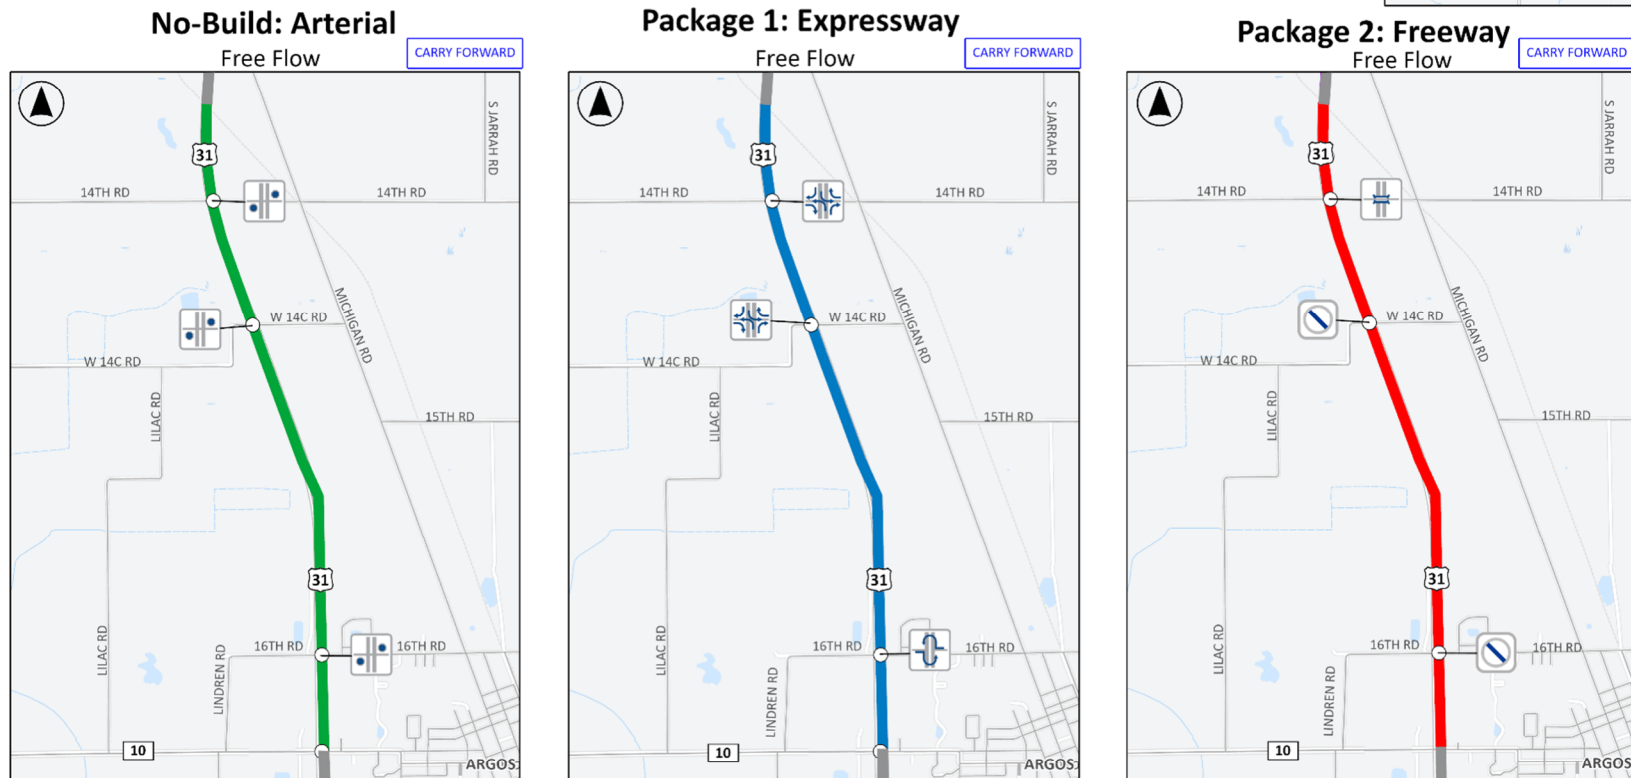 No-Build: Arterial
Free Flow
CARRY FORWARD
31
S JARRAH RD
14TH RD
14TH RD
W 14C RD
MICHIGAN RD
W 14C RD
LILAC RD
15TH RD
31
16TH RD
16TH RD
LILAC RD
LINDREN RD
10
ARGOS
Package 1: Expressway
Free Flow
CARRY FORWARD
31
S JARRAH RD
14TH RD
14TH RD
W 14C RD
MICHIGAN RD
W 14C RD
LILAC RD
15TH RD
31
16TH RD
16TH RD
LILAC RD
LINDREN RD
10
ARGOS
Package 2: Freeway
Free Flow
CARRY FORWARD
31
S JARRAH RD
14TH RD
14TH RD
W 14C RD
MICHIGAN RD
W 14C RD
LILAC RD
15TH RD
31
16TH RD
16TH RD
LILAC RD
LINDREN RD
10
ARGOS